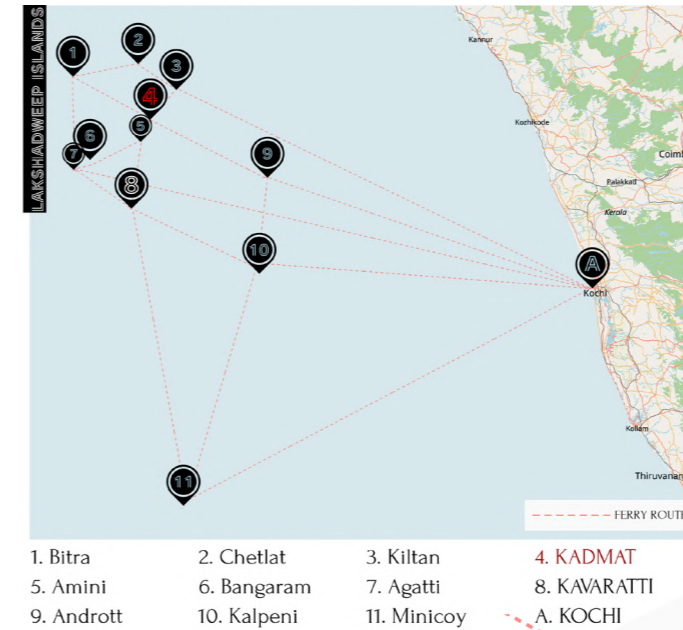 LAKSHADWEEP ISLANDS
1
2
3
4
5
6
7
8
9
10
11
A
Kannur
Kozhikode
Coimb
Palakkad
Kerala
Kochi
Kollam
Thiruvanan
FERRY ROUTE
1. Bitra 2. Chetlat 3. Kiltan 4. KADMAT
5. Amini 6. Bangaram 7. Agatti 8. KAVARATTI
9. Andrott 10. Kalpeni 11. Minicoy A. KOCHI